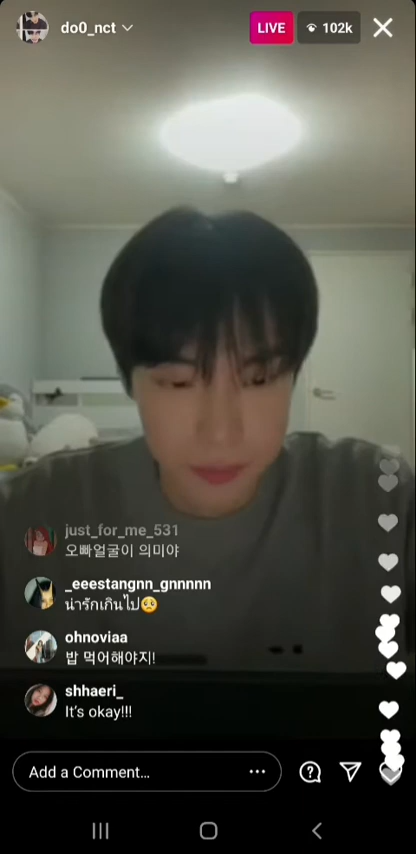 do0_nct
LIVE
102k
just_for_me_531
오빠얼굴이 의미야
_eeestangnn_gnnnnn
น่ารักเกินไป🥺
ohnoviaa
밥 먹어해야지!
shhaeri_
It's okay!!!
Add a Comment...